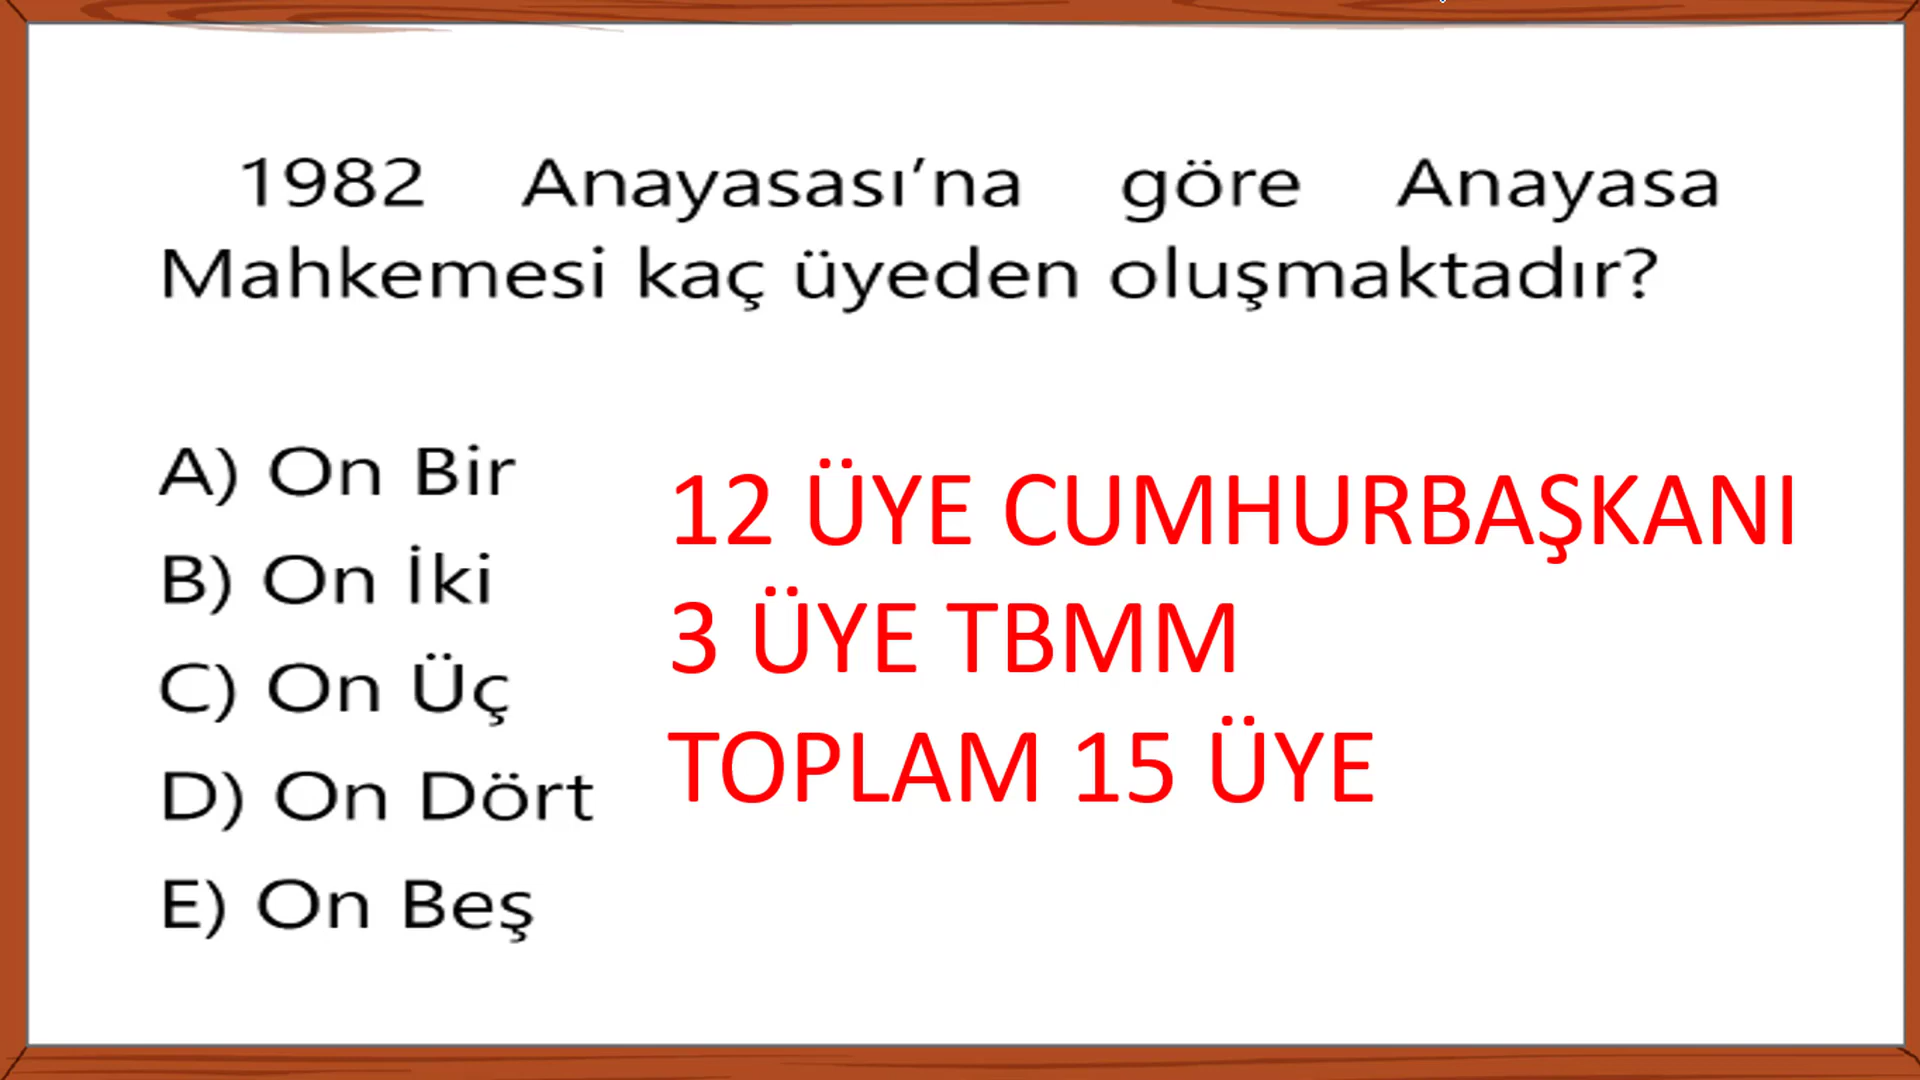 1982 Anayasası’na göre Anayasa
Mahkemesi kaç üyeden oluşmaktadır?
A) On Bir
B) On İki
C) On Üç
D) On Dört
E) On Beş
12 ÜYE CUMHURBAŞKANI
3 ÜYE TBMM
TOPLAM 15 ÜYE